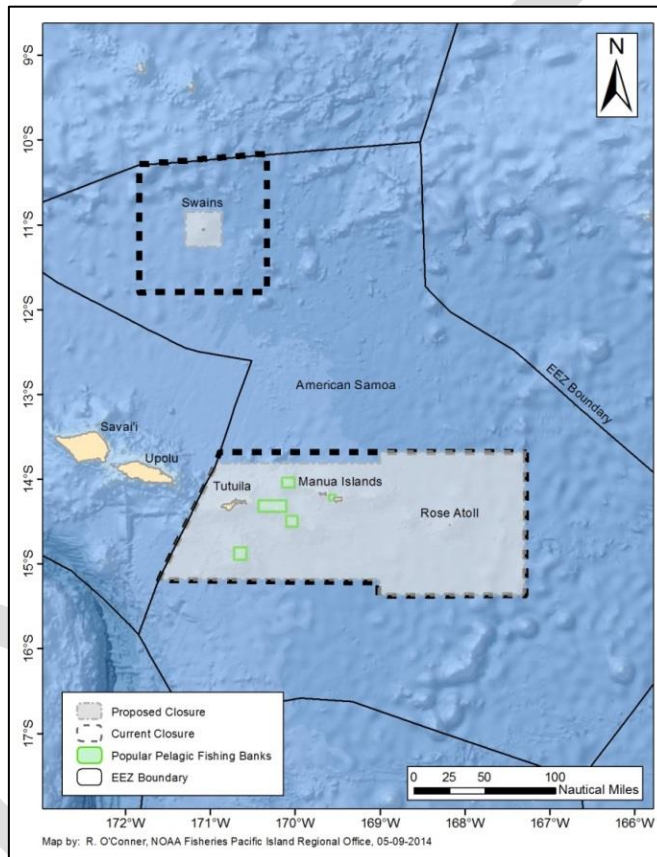 N
9°S
10°S
11°S
12°S
13°S
14°S
15°S
16°S
17°S
Swains
American Samoa
EEZ Boundary
Savai'i
Upolu
Tutuila
Manua Islands
Rose Atoll
Proposed Closure
Current Closure
Popular Pelagic Fishing Banks
EEZ Boundary
0 25 50 100
Nautical Miles
172°W 171°W 170°W 169°W 168°W 167°W 166°W
Map by: R. O'Conner, NOAA Fisheries Pacific Island Regional Office, 05-09-2014